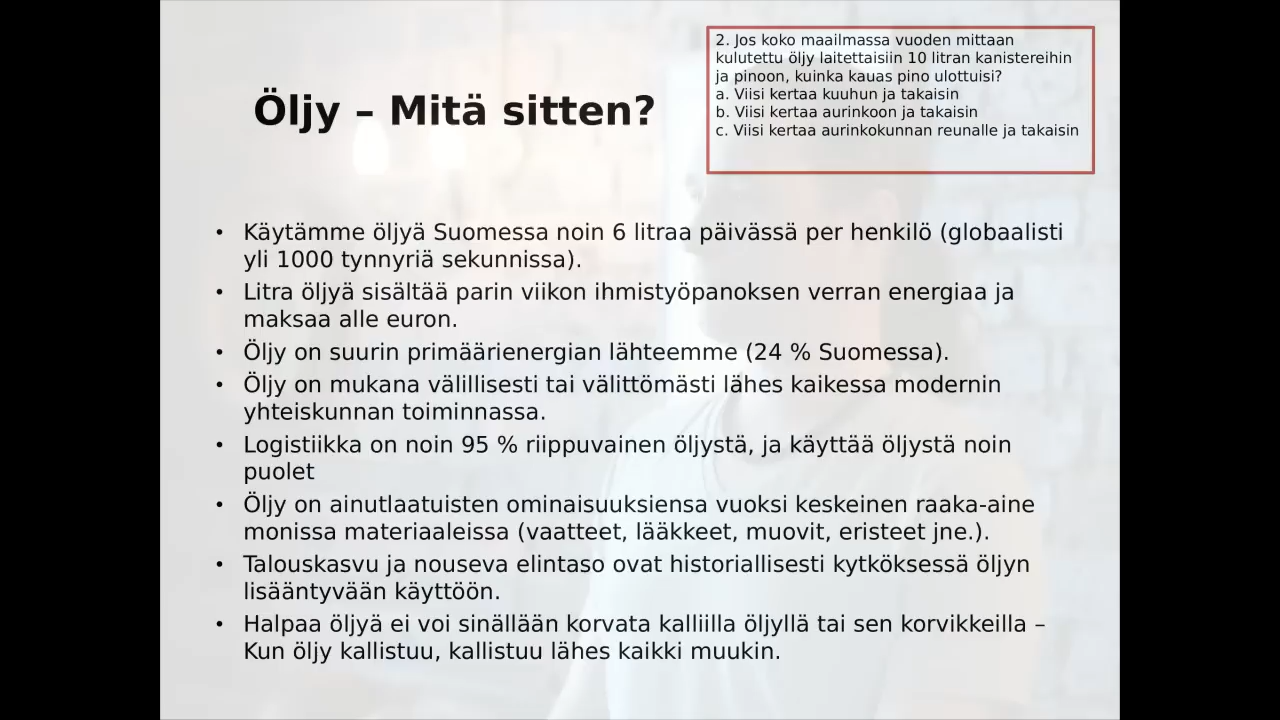 Öljy – Mitä sitten?
2. Jos koko maailmassa vuoden mittaan
kulutettu öljy laitettaisiin 10 litran kanistereihin
ja pinoon, kuinka kauas pino ulottuisi?
a. Viisi kertaa kuuhun ja takaisin
b. Viisi kertaa aurinkoon ja takaisin
c. Viisi kertaa aurinkokunnan reunalle ja takaisin
• Käytämme öljyä Suomessa noin 6 litraa päivässä per henkilö (globaalisti
yli 1000 tynnyriä sekunnissa).
• Litra öljyä sisältää parin viikon ihmistyöpanoksen verran energiaa ja
maksaa alle euron.
• Öljy on suurin primäärienergian lähteemme (24 % Suomessa).
• Öljy on mukana välillisesti tai välittömästi lähes kaikessa modernin
yhteiskunnan toiminnassa.
• Logistiikka on noin 95 % riippuvainen öljystä, ja käyttää öljystä noin
puolet
• Öljy on ainutlaatuisten ominaisuuksiensa vuoksi keskeinen raaka-aine
monissa materiaaleissa (vaatteet, lääkkeet, muovit, eristeet jne.).
• Talouskasvu ja nouseva elintaso ovat historiallisesti kytköksessä öljyn
lisääntyvään käyttöön.
• Halpaa öljyä ei voi sinällään korvata kalliilla öljyllä tai sen korvikkeilla –
Kun öljy kallistuu, kallistuu lähes kaikki muukin.